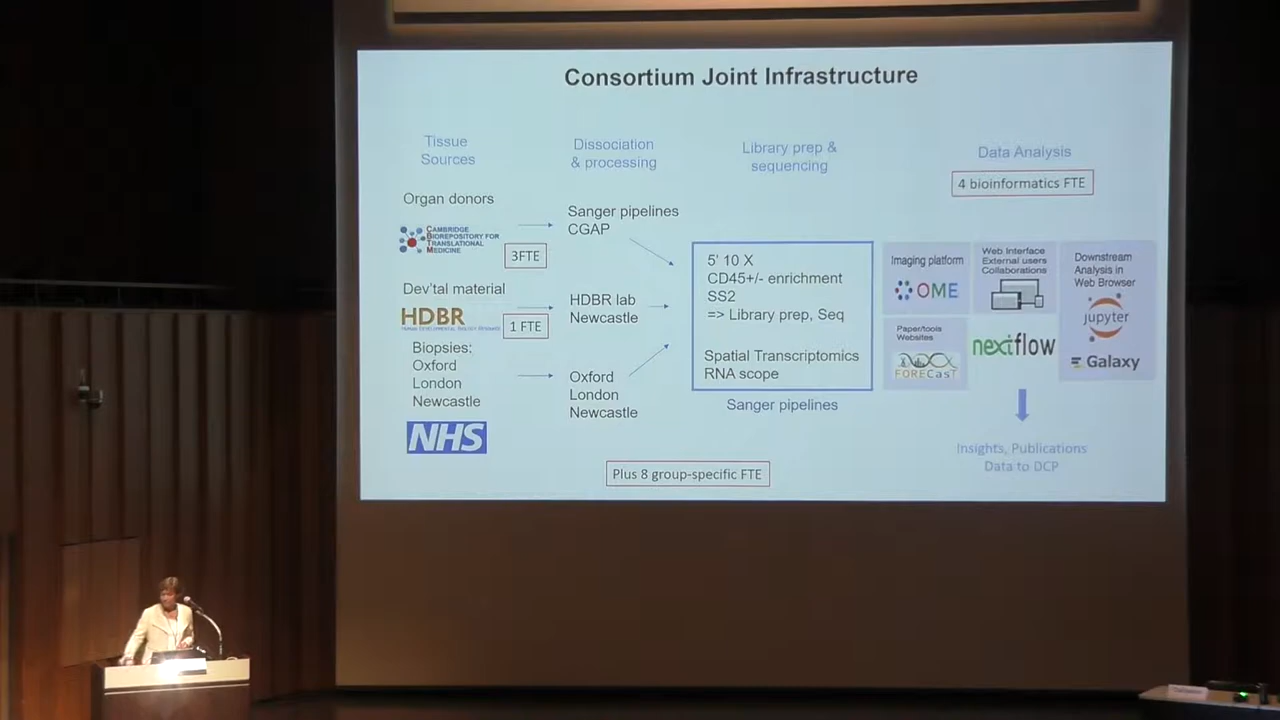 Consortium Joint Infrastructure
Tissue
Sources
Organ donors
CAMBRIDGE
BIOREPOSITORY FOR
TRANSLATIONAL
MEDICINE
3FTE
Dev'tal material
HDBR
1 FTE
Biopsies:
Oxford
London
Newcastle
NHS
Dissociation
& processing
Sanger pipelines
CGAP
HDBR lab
Newcastle
Oxford
London
Newcastle
Library prep &
sequencing
5' 10 X
CD45+/- enrichment
SS2
=> Library prep, Seq
Spatial Transcriptomics
RNA scope
Sanger pipelines
Plus 8 group-specific FTE
Data Analysis
4 bioinformatics FTE
Imaging platform
OME
Web Interface
External users
Collaborations
Downstream
Analysis in
Web Browser
jupyter
Galaxy
Paper/tools
Websites
FORECasT
nextflow
Insights, Publications
Data to DCP